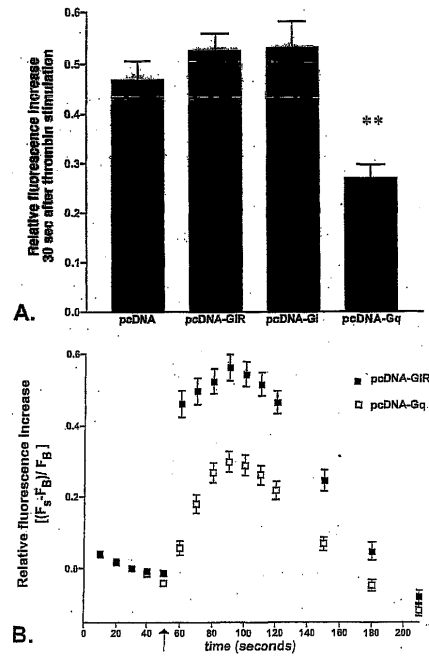 0.6
0.5
0.4
0.3
0.2
0.1
0.0
Relative fluorescence increase
30 sec after thrombin stimulation
**
pcDNA
pcDNA-GiR
pcDNA-Gi
pcDNA-Gq
A.
0.6
0.4
0.2
0.0
Relative fluorescence increase
[(Fs-FB)/ FB]
pcDNA-GiR
pcDNA-Gq
0
20
40
60
80
100
120
140
160
180
200
time (seconds)
B.